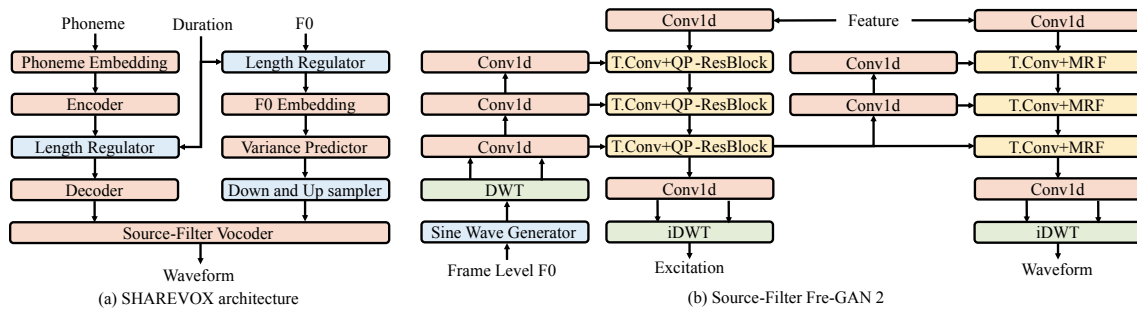 Phoneme
Duration
F0
Phoneme Embedding
Length Regulator
Encoder
F0 Embedding
Length Regulator
Variance Predictor
Decoder
Down and Up sampler
Source-Filter Vocoder
Waveform
(a) SHAREVOX architecture
Conv1d
Feature
Conv1d
Conv1d
T.Conv+QP-ResBlock
Conv1d
T.Conv+MRF
Conv1d
T.Conv+QP-ResBlock
Conv1d
T.Conv+MRF
Conv1d
T.Conv+QP-ResBlock
T.Conv+MRF
DWT
Conv1d
Conv1d
Sine Wave Generator
iDWT
iDWT
Frame Level F0
Excitation
Waveform
(b) Source-Filter Fre-GAN 2